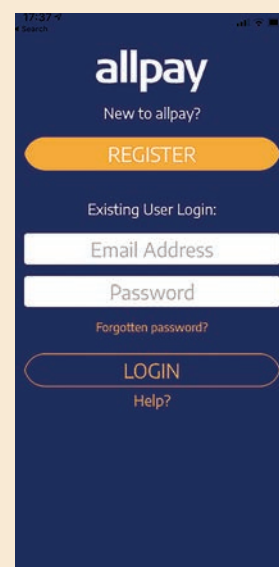 17:37
Search
allpay
New to allpay?
REGISTER
Existing User Login:
Email Address
Password
Forgotten password?
LOGIN
Help?